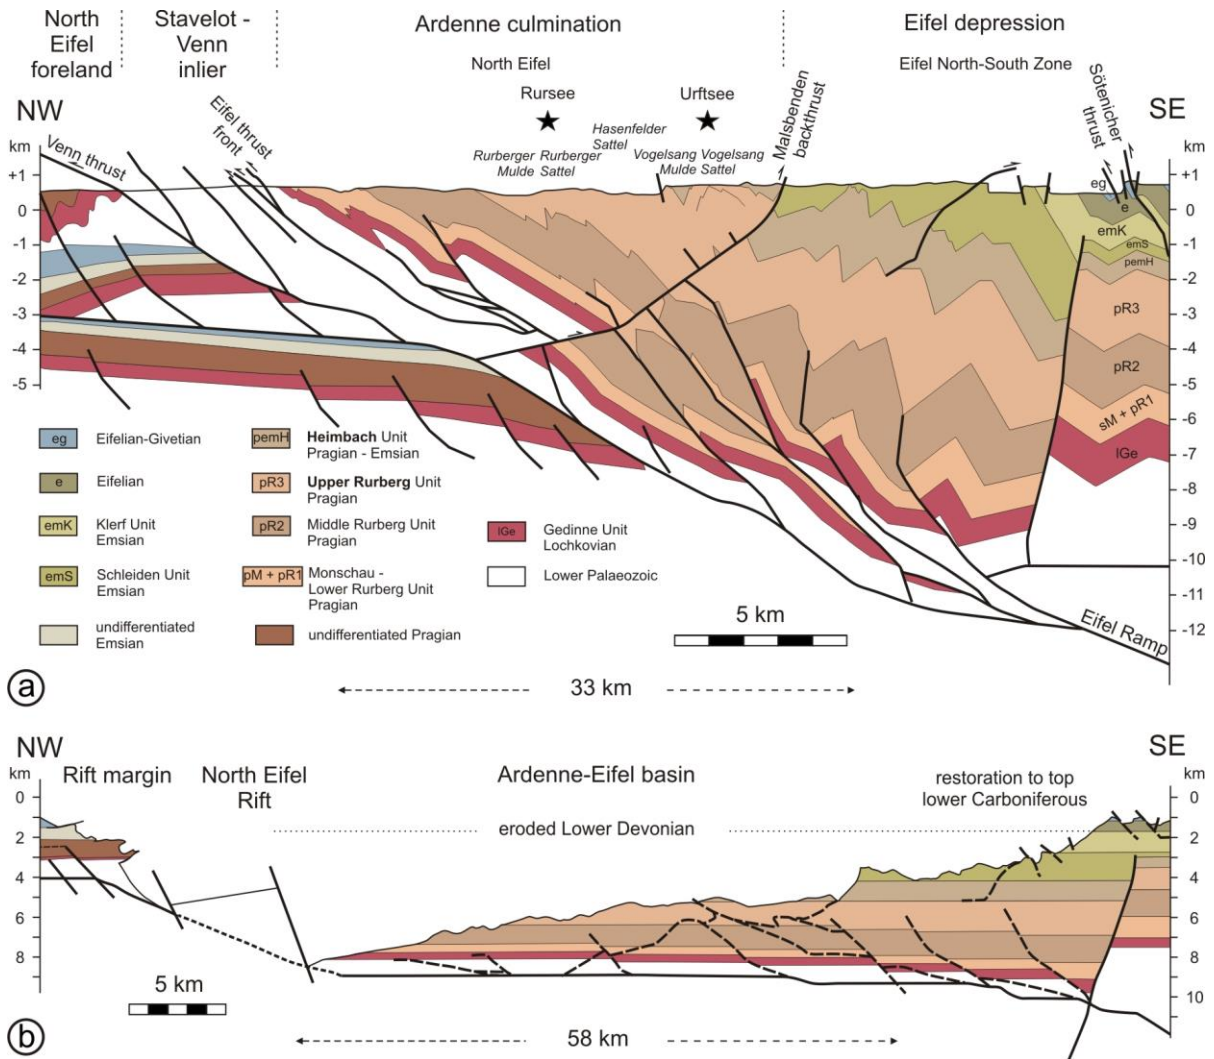 North
Eifel
foreland
Stavelot -
Venn
inlier
Ardenne culmination
Eifel depression
North Eifel
Eifel North-South Zone
NW
SE
Rursee
Urftsee
Hasenfelder
Sattel
Rurberger Rurberger
Mulde Sattel
Vogelsang Vogelsang
Mulde Sattel
Venn thrust
Eifel thrust
front
Malsbenden
backthrust
Sötenicher
thrust
km
+1
0
-1
-2
-3
-4
-5
km
+1
0
-1
-2
-3
-4
-5
-6
-7
-8
-9
-10
-11
-12
eg
e
emK
emS
pemH
pR3
pR2
sM + pR1
lGe
Eifel Ramp
eg Eifelian-Givetian
e Eifelian
emK Klerf Unit
Emsian
emS Schleiden Unit
Emsian
undifferentiated
Emsian
pemH Heimbach Unit
Pragian - Emsian
pR3 Upper Rurberg Unit
Pragian
pR2 Middle Rurberg Unit
Pragian
pM + pR1 Monschau -
Lower Rurberg Unit
Pragian
undifferentiated Pragian
lGe Gedinne Unit
Lochkovian
Lower Palaeozoic
5 km
a
33 km
NW
SE
km
0
2
4
6
8
km
0
2
4
6
8
10
Rift margin
North Eifel
Rift
Ardenne-Eifel basin
restoration to top
lower Carboniferous
eroded Lower Devonian
5 km
b
58 km